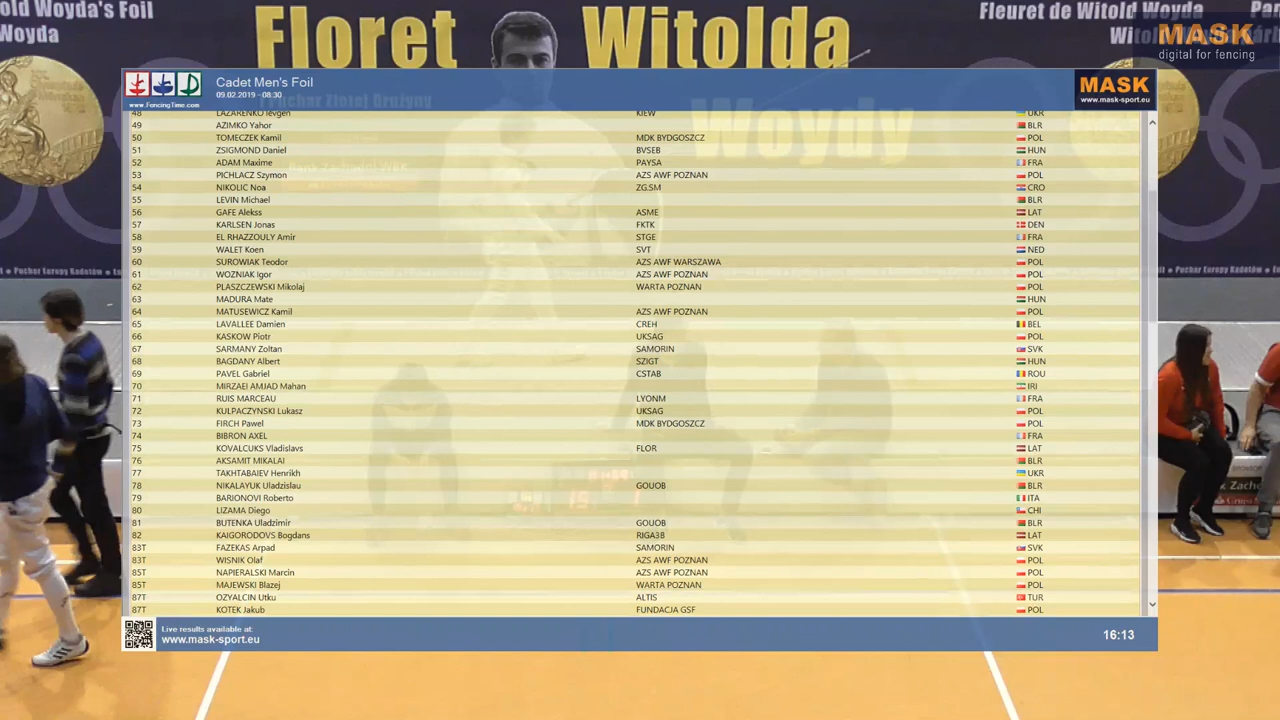 old Woyda's Foil
Woyda
Floret Witolda
Fleuret de Witold Woyda
MASK
digital for fencing
Cadet Men's Foil
09.02.2019 - 08:30
www.FencingTime.com
MASK
www.mask-sport.eu
Woydy
48 LAZARENKO Ievgen KIEW UKR
49 AZIMKO Yahor BLR
50 TOMECZEK Kamil MDK BYDGOSZCZ POL
51 ZSIGMOND Daniel BVSEB HUN
52 ADAM Maxime PAYSA FRA
53 PICHLACZ Szymon AZS AWF POZNAN POL
54 NIKOLIC Noa ZG.SM CRO
55 LEVIN Michael BLR
56 GAFE Alekss ASME LAT
57 KARLSEN Jonas FKTK DEN
58 EL RHAZZOULY Amir STGE FRA
59 WALET Koen SVT NED
60 SUROWIAK Teodor AZS AWF WARSZAWA POL
61 WOZNIAK Igor AZS AWF POZNAN POL
62 PLASZCZEWSKI Mikolaj WARTA POZNAN POL
63 MADURA Mate HUN
64 MATUSEWICZ Kamil AZS AWF POZNAN POL
65 LAVALLEE Damien CREH BEL
66 KASKOW Piotr UKSAG POL
67 SARMANY Zoltan SAMORIN SVK
68 BAGDANY Albert SZIGT HUN
69 PAVEL Gabriel CSTAB ROU
70 MIRZAEI AMJAD Mahan IRI
71 RUIS MARCEAU LYONM FRA
72 KULPACZYNSKI Lukasz UKSAG POL
73 FIRCH Pawel MDK BYDGOSZCZ POL
74 BIBRON AXEL FRA
75 KOVALCUKS Vladislavs FLOR LAT
76 AKSAMIT MIKALAI BLR
77 TAKHTABAIEV Henrikh UKR
78 NIKALAYUK Uladzislau GOUOB BLR
79 BARIONOVI Roberto ITA
80 LIZAMA Diego CHI
81 BUTENKA Uladzimir GOUOB BLR
82 KAIGORODOVS Bogdans RIGA3B LAT
83T FAZEKAS Arpad SAMORIN SVK
83T WISNIK Olaf AZS AWF POZNAN POL
85T NAPIERALSKI Marcin AZS AWF POZNAN POL
85T MAJEWSKI Blazej WARTA POZNAN POL
87T OZYALCIN Utku ALTIS TUR
87T KOTEK Jakub FUNDACJA GSF POL
Puchar Europy Kadetów
Live results available at:
www.mask-sport.eu
16:13